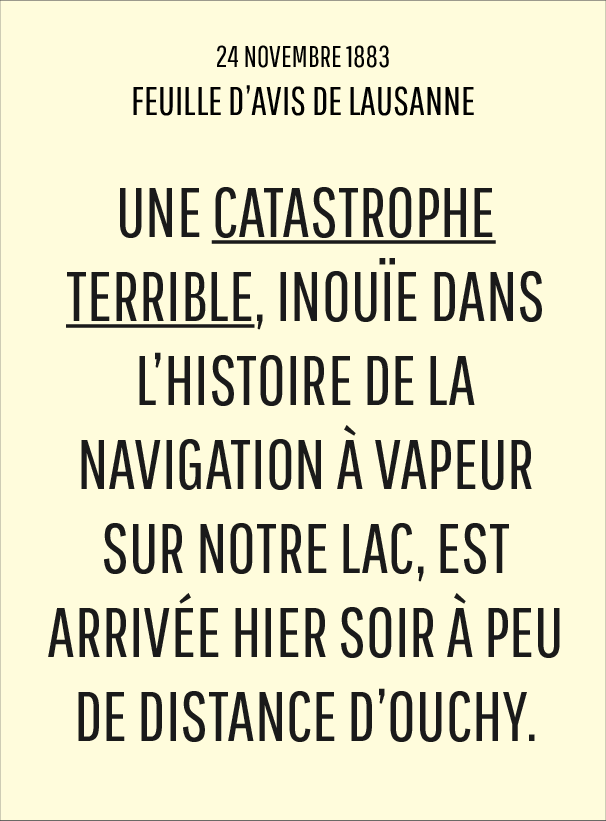 24 NOVEMBRE 1883
FEUILLE D’AVIS DE LAUSANNE
UNE CATASTROPHE
TERRIBLE, INOUÏE DANS
L’HISTOIRE DE LA
NAVIGATION À VAPEUR
SUR NOTRE LAC, EST
ARRIVÉE HIER SOIR À PEU
DE DISTANCE D’OUCHY.